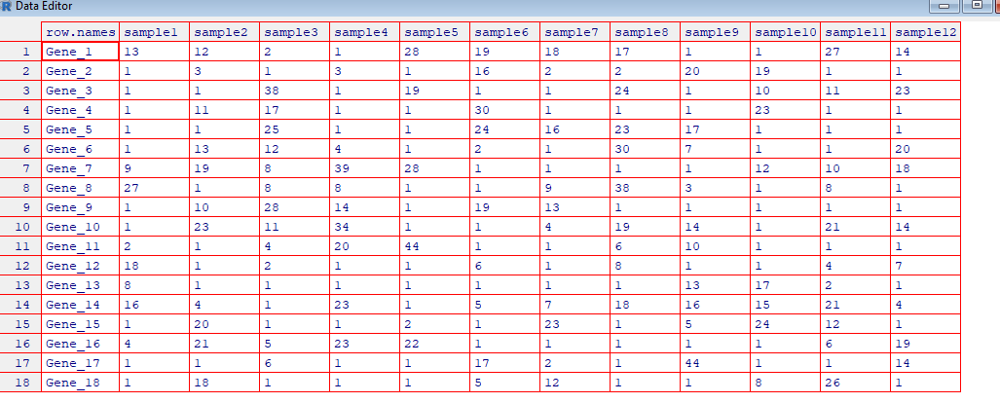 R Data Editor
row.names sample1 sample2 sample3 sample4 sample5 sample6 sample7 sample8 sample9 sample10 sample11 sample12
1 Gene_1 13 12 2 1 28 19 18 17 1 1 27 14
2 Gene_2 1 3 1 3 1 16 2 2 20 19 1 1
3 Gene_3 1 1 38 1 19 1 1 24 1 10 11 23
4 Gene_4 1 11 17 1 1 30 1 1 1 23 1 1
5 Gene_5 1 1 25 1 1 24 16 23 17 1 1 1
6 Gene_6 1 13 12 4 1 2 1 30 7 1 1 20
7 Gene_7 9 19 8 39 28 1 1 1 1 12 10 18
8 Gene_8 27 1 8 8 1 1 9 38 3 1 8 1
9 Gene_9 1 10 28 14 1 19 13 1 1 1 1 1
10 Gene_10 1 23 11 34 1 1 4 19 14 1 21 14
11 Gene_11 2 1 4 20 44 1 1 6 10 1 1 1
12 Gene_12 18 1 2 1 1 6 1 8 1 1 4 7
13 Gene_13 8 1 1 1 1 1 1 1 13 17 2 1
14 Gene_14 16 4 1 23 1 5 7 18 16 15 21 4
15 Gene_15 1 20 1 1 2 1 23 1 5 24 12 1
16 Gene_16 4 21 5 23 22 1 1 1 1 1 6 19
17 Gene_17 1 1 6 1 1 17 2 1 44 1 1 14
18 Gene_18 1 18 1 1 1 5 12 1 1 8 26 1